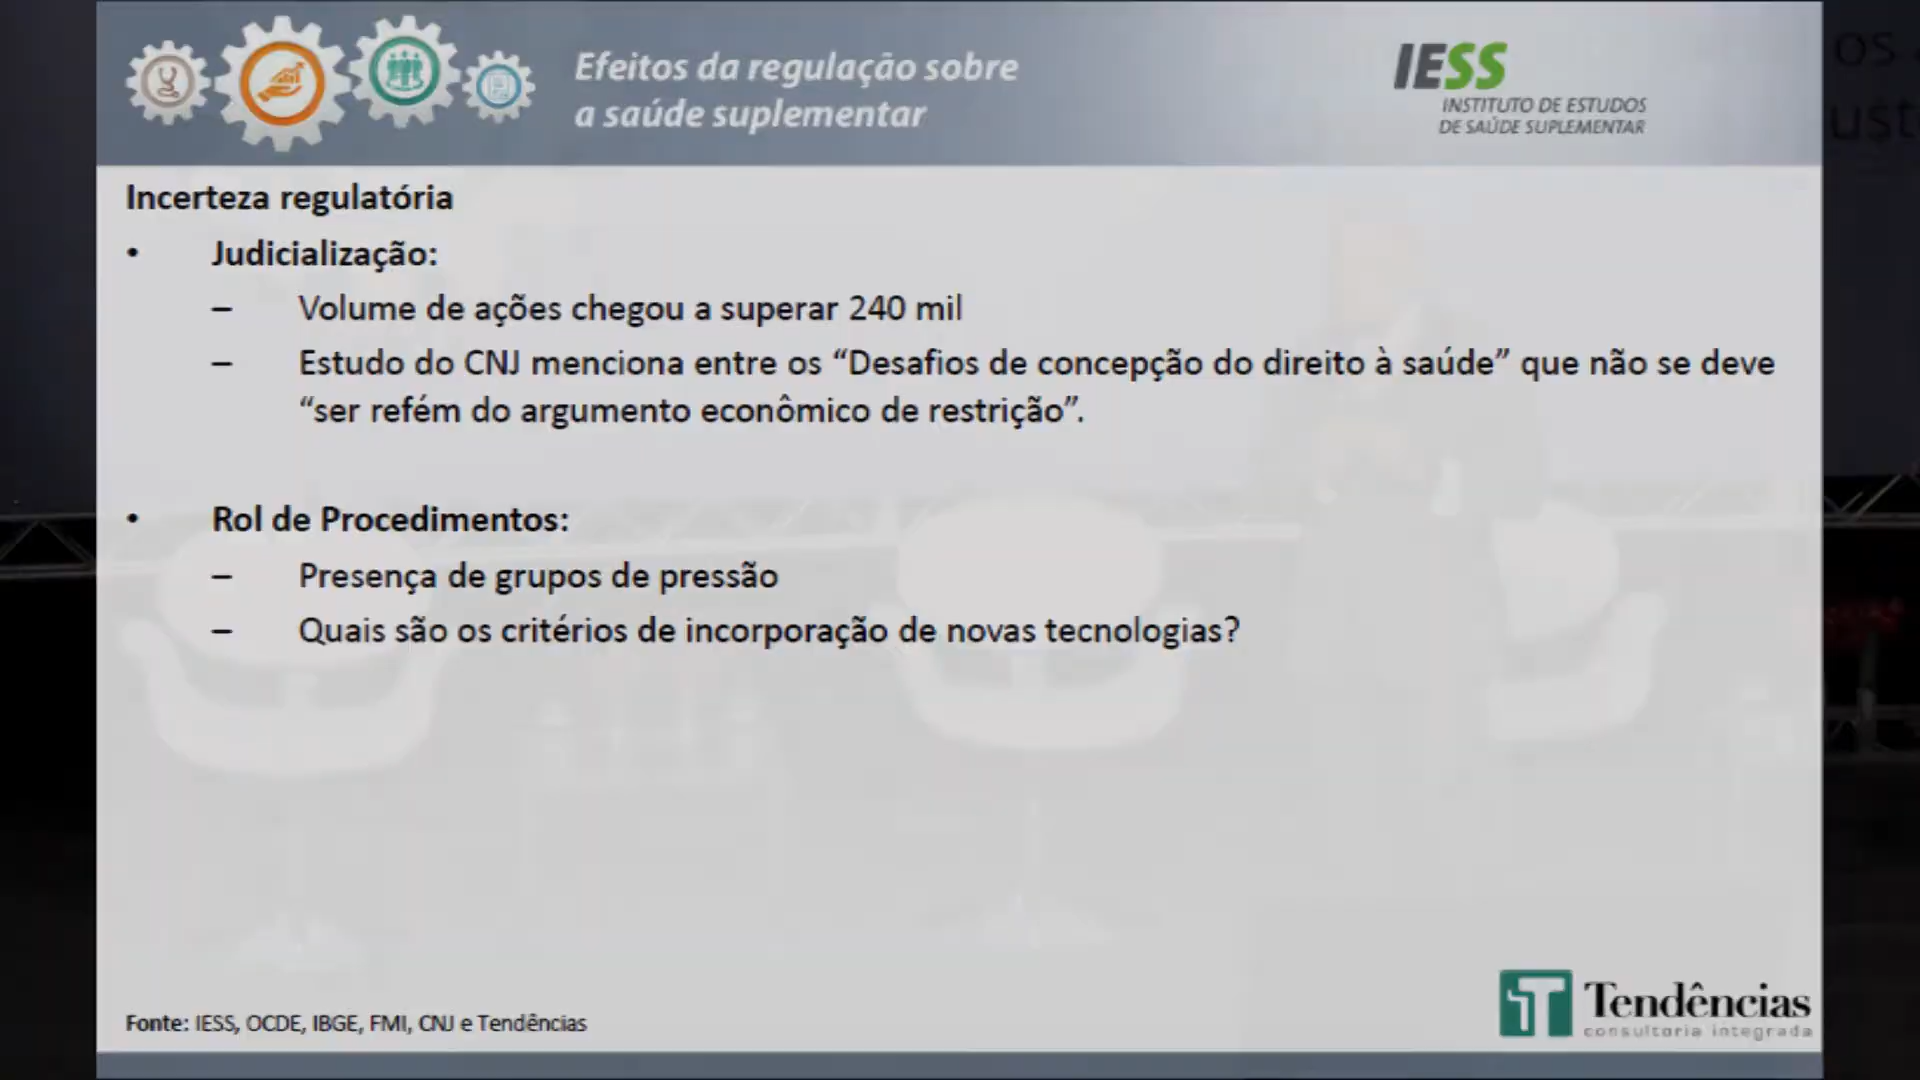 Efeitos da regulação sobre
a saúde suplementar
IESS
INSTITUTO DE ESTUDOS
DE SAÚDE SUPLEMENTAR
Incerteza regulatória
• Judicialização:
– Volume de ações chegou a superar 240 mil
– Estudo do CNJ menciona entre os “Desafios de concepção do direito à saúde” que não se deve
“ser refém do argumento econômico de restrição”.
• Rol de Procedimentos:
– Presença de grupos de pressão
– Quais são os critérios de incorporação de novas tecnologias?
Fonte: IESS, OCDE, IBGE, FMI, CNJ e Tendências
Tendências
consultoria integrada